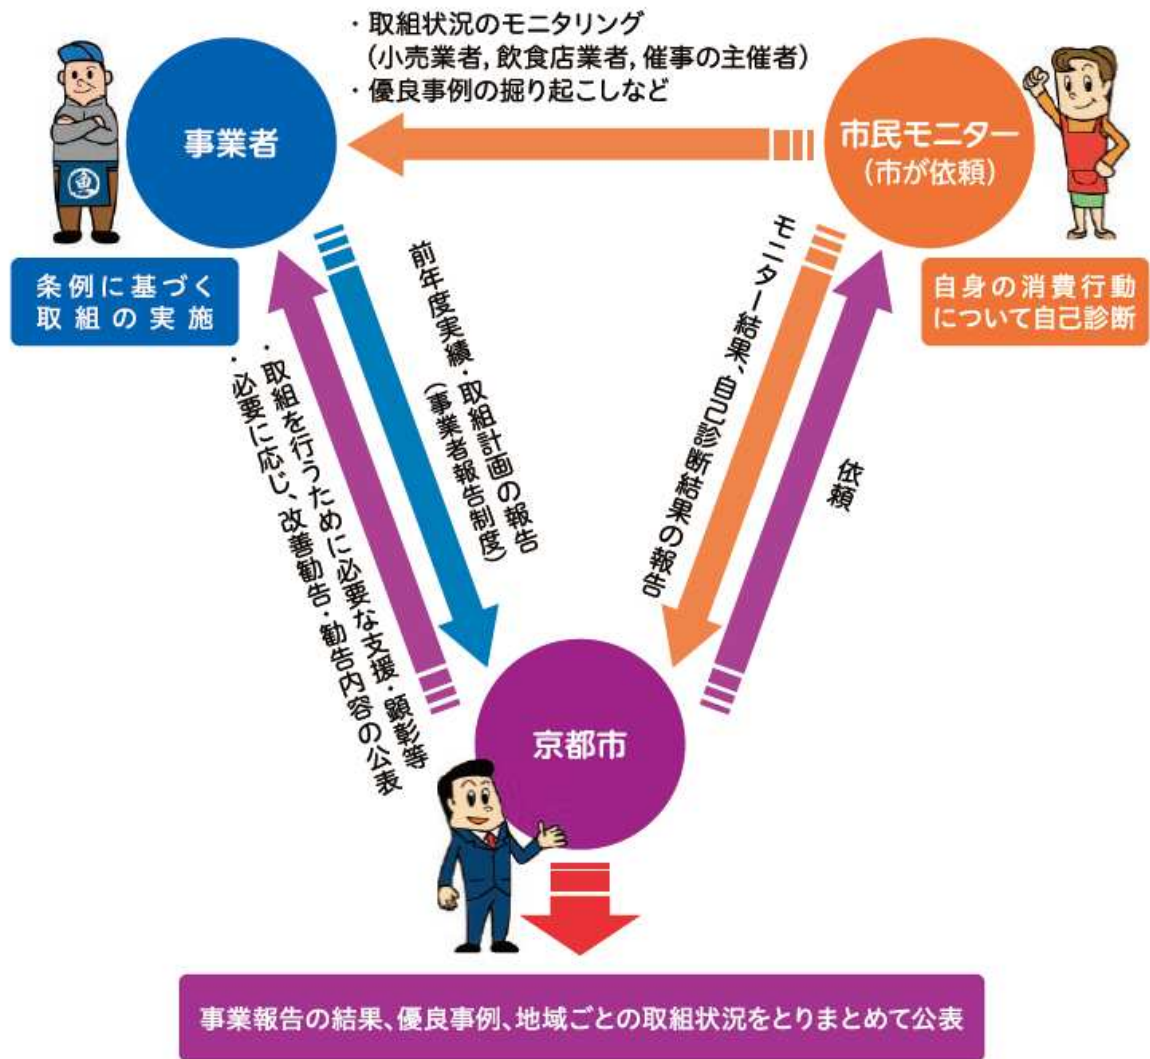 ・取組状況のモニタリング
（小売業者，飲食店業者，催事の主催者）
・優良事例の掘り起こしなど
事業者
市民モニター
（市が依頼）
魚
条例に基づく
取組の実施
自身の消費行動
について自己診断
前年度実績・取組計画の報告
（事業者報告制度）
・取組を行うために必要な支援・顕彰等
・必要に応じ、改善勧告・勧告内容の公表
モニター結果、自己診断結果の報告
依頼
京都市
事業報告の結果、優良事例、地域ごとの取組状況をとりまとめて公表